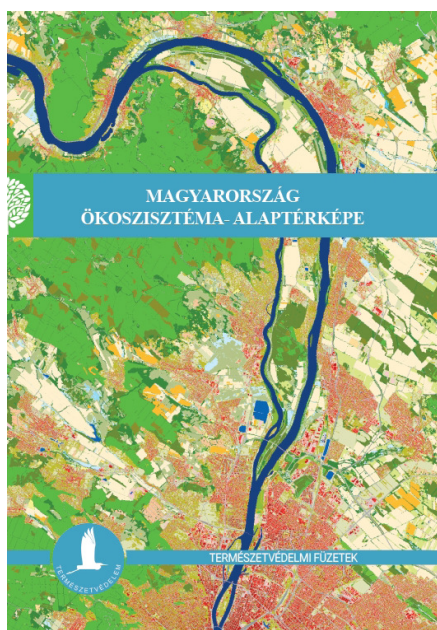 MAGYARORSZÁG
ÖKOSZISZTÉMA- ALAPTÉRKÉPE
TERMÉSZETVÉDELMI FÜZETEK
TERMÉSZETVÉDELEM